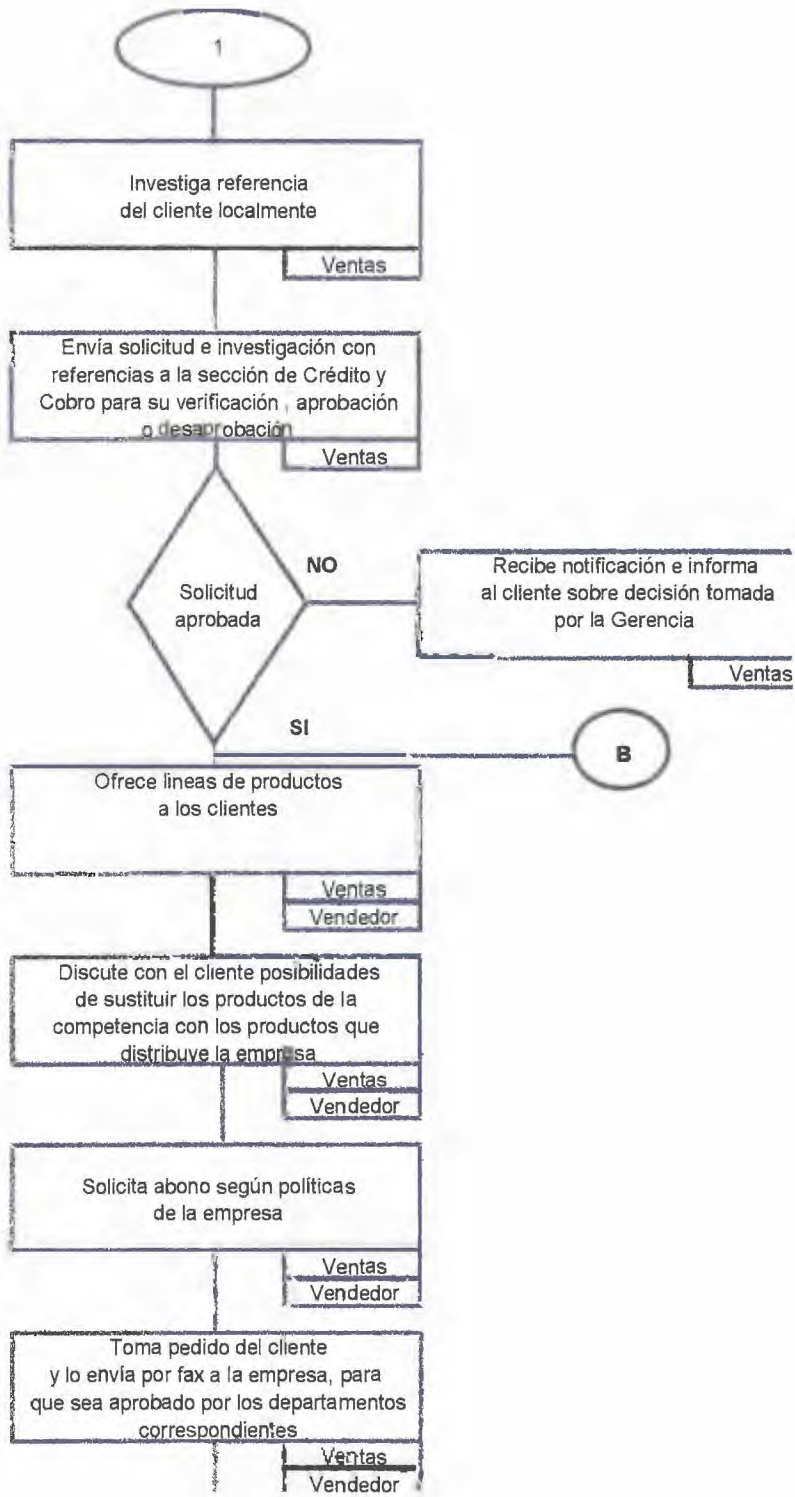 1
Investiga referencia
del cliente localmente
Ventas
Envía solicitud e investigación con
referencias a la sección de Crédito y
Cobro para su verificación , aprobación
o desaprobación
Ventas
Solicitud
aprobada
NO
Recibe notificación e informa
al cliente sobre decisión tomada
por la Gerencia
Ventas
SI
B
Ofrece lineas de productos
a los clientes
Ventas
Vendedor
Discute con el cliente posibilidades
de sustituir los productos de la
competencia con los productos que
distribuye la empresa
Ventas
Vendedor
Solicita abono según políticas
de la empresa
Ventas
Vendedor
Toma pedido del cliente
y lo envía por fax a la empresa, para
que sea aprobado por los departamentos
correspondientes
Ventas
Vendedor